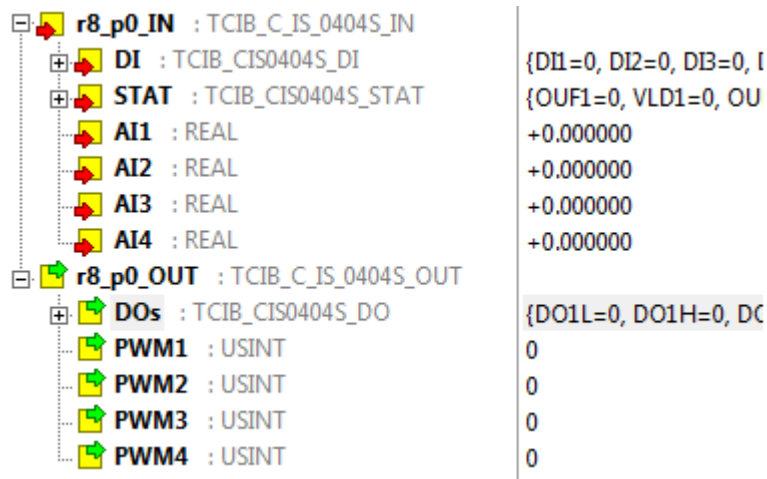 r8_p0_IN : TCIB_C_IS_0404S_IN
DI : TCIB_CIS0404S_DI {DI1=0, DI2=0, DI3=0,
STAT : TCIB_CIS0404S_STAT {OUF1=0, VLD1=0, OU
AI1 : REAL +0.000000
AI2 : REAL +0.000000
AI3 : REAL +0.000000
AI4 : REAL +0.000000
r8_p0_OUT : TCIB_C_IS_0404S_OUT
DOs : TCIB_CIS0404S_DO {DO1L=0, DO1H=0, DO
PWM1 : USINT 0
PWM2 : USINT 0
PWM3 : USINT 0
PWM4 : USINT 0